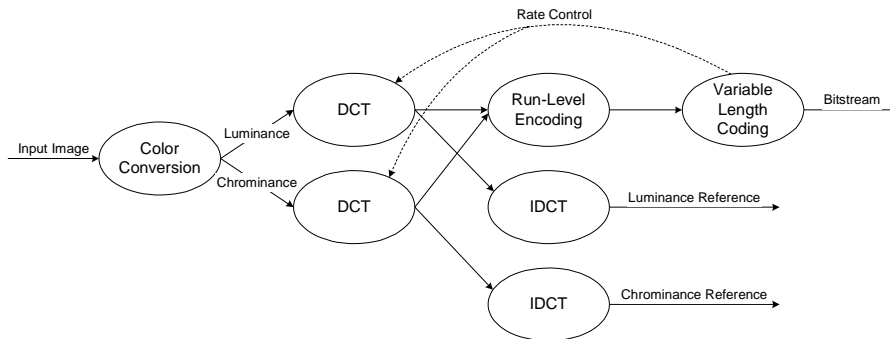 Rate Control
DCT
Run-Level
Encoding
Variable
Length
Coding
Bitstream
Luminance
Input Image
Color
Conversion
Chrominance
DCT
IDCT
Luminance Reference
IDCT
Chrominance Reference